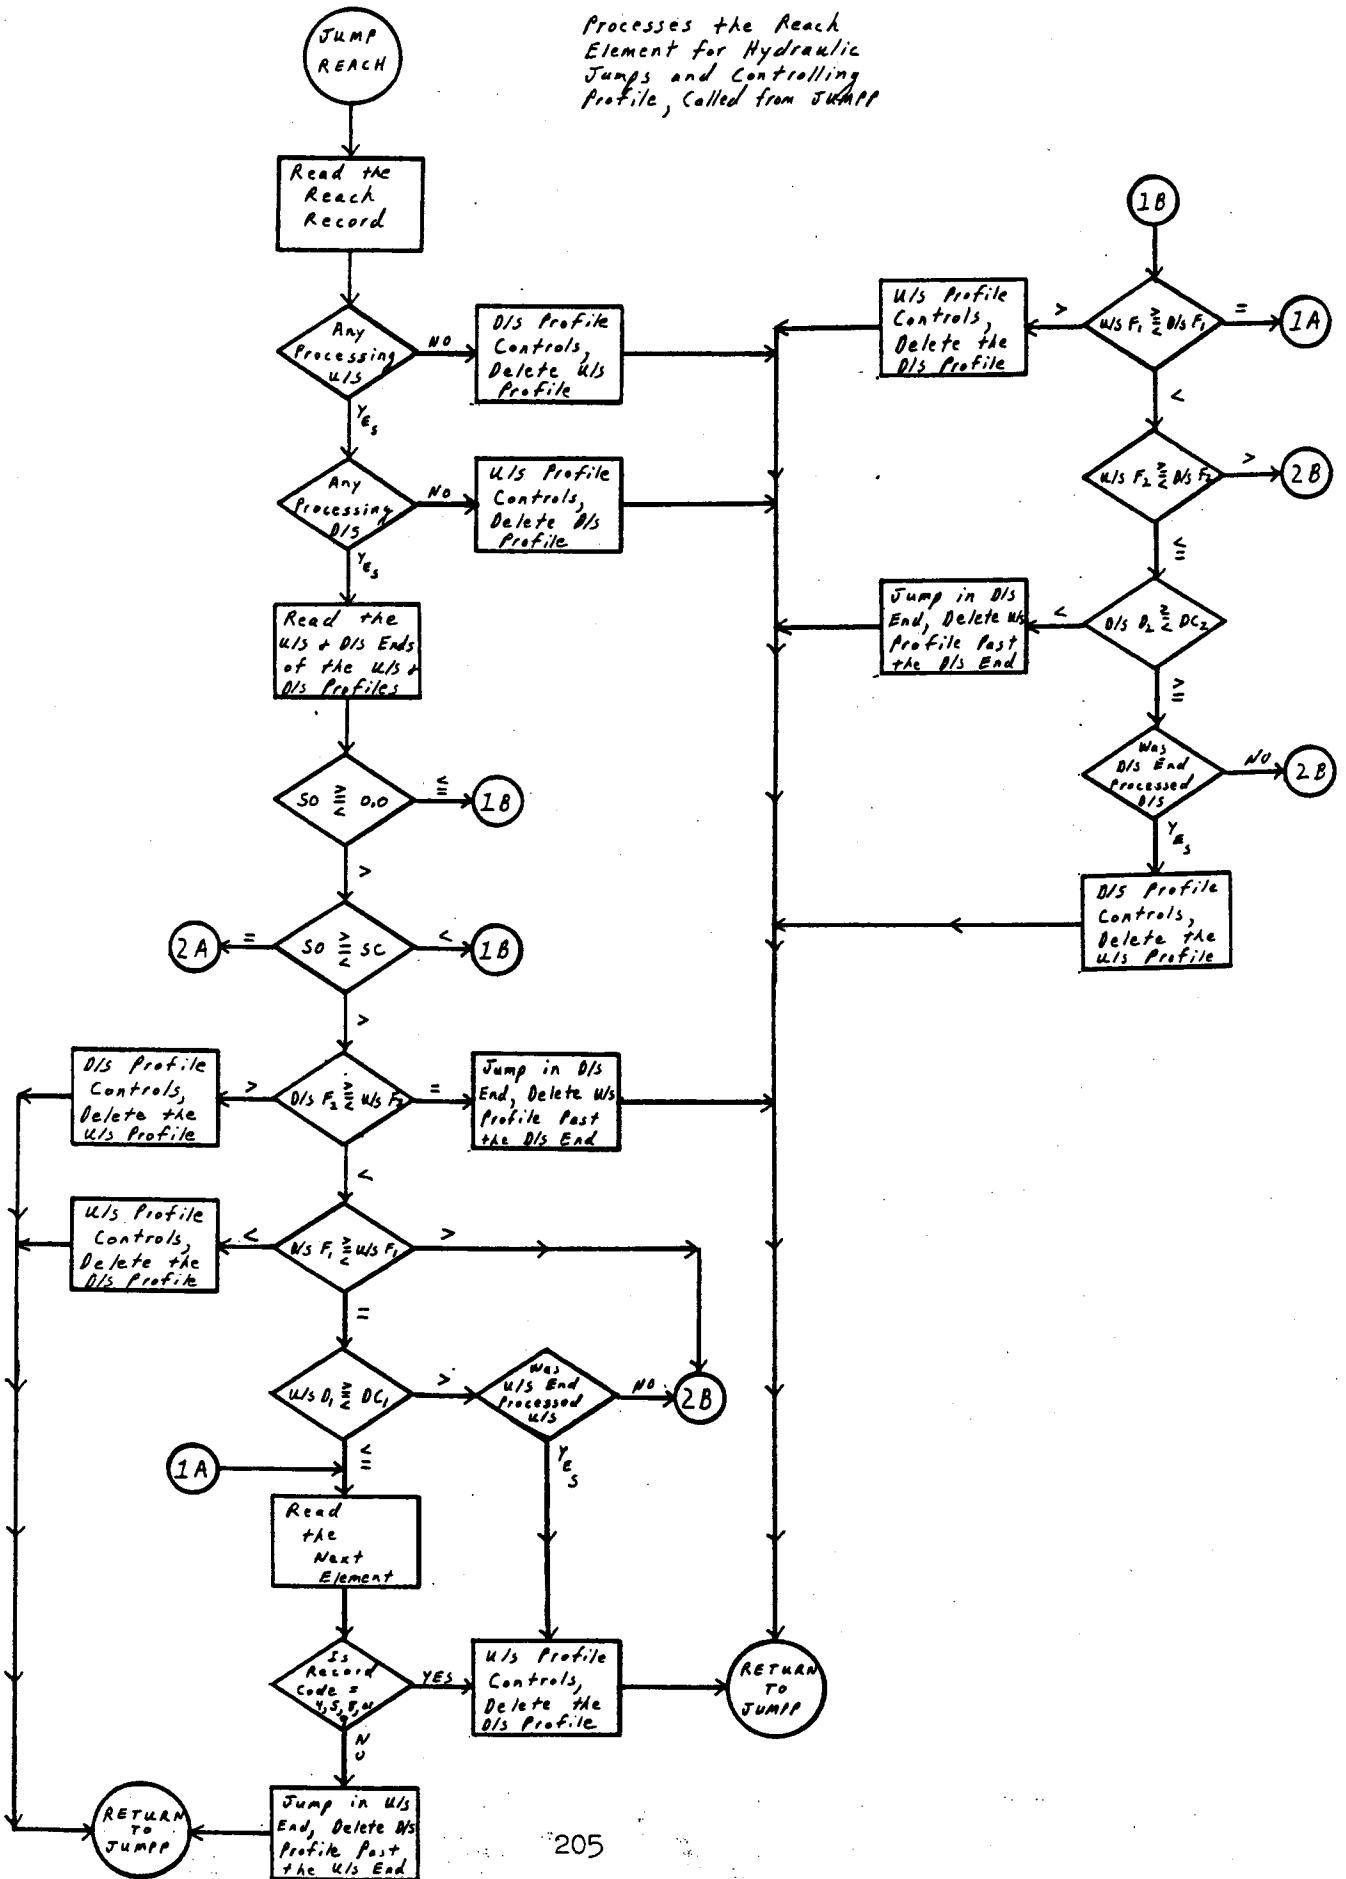 Processes the Reach
Element for Hydraulic
Jumps and Controlling
Profile, Called from JUMPP
JUMP
REACH
Read the
Reach
Record
Any
Processing
U/S
NO
YES
D/S Profile
Controls,
Delete U/S
Profile
Any
Processing
D/S
NO
YES
U/S Profile
Controls,
Delete D/S
Profile
Read the
U/S + D/S Ends
of the U/S +
D/S Profiles
SO ⋛ 0.0
≤
1B
>
SO ⋛ SC
=
2A
<
1B
>
D/S F₂ ⋛ U/S F₂
>
D/S Profile
Controls,
Delete the
U/S Profile
=
Jump in D/S
End, Delete U/S
Profile Past
the D/S End
<
D/S F₁ ⋛ U/S F₁
<
U/S Profile
Controls,
Delete the
D/S Profile
>
=
U/S D₁ ⋛ DC₁
>
Was
U/S End
Processed
U/S
NO
2B
YES
≤
1A
Read
the
Next
Element
Is
Record
Code =
4,5,8,
YES
U/S Profile
Controls,
Delete the
D/S Profile
RETURN
TO
JUMPP
NO
Jump in U/S
End, Delete D/S
Profile Past
the U/S End
RETURN
TO
JUMPP
1B
U/S F₁ ⋛ D/S F₁
>
U/S Profile
Controls,
Delete the
D/S Profile
=
1A
<
U/S F₂ ⋛ D/S F₂
>
2B
≤
D/S D₂ ⋛ DC₂
<
Jump in D/S
End, Delete U/S
Profile Past
the D/S End
≥
Was
D/S End
Processed
D/S
NO
2B
YES
D/S Profile
Controls,
Delete the
U/S Profile
205